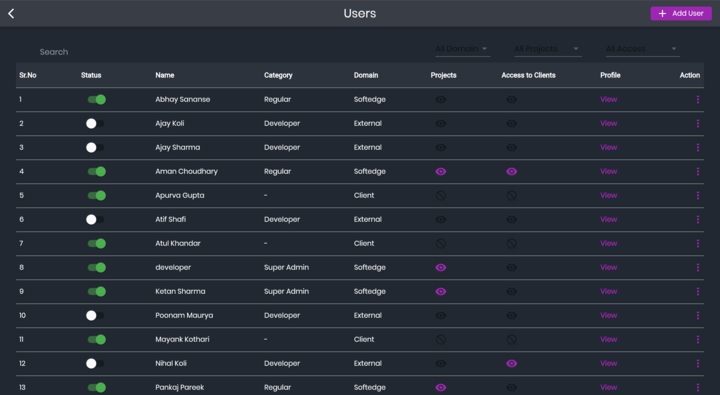 Users
+ Add User
Search
All Domain
All Projects
All Access
Sr.No Status Name Category Domain Projects Access to Clients Profile Action
1 Abhay Sananse Regular Softedge View
2 Ajay Koli Developer External View
3 Ajay Sharma Developer External View
4 Aman Choudhary Regular Softedge View
5 Apurva Gupta - Client View
6 Atif Shafi Developer External View
7 Atul Khandar - Client View
8 developer Super Admin Softedge View
9 Ketan Sharma Super Admin Softedge View
10 Poonam Maurya Developer External View
11 Mayank Kothari - Client View
12 Nihal Koli Developer External View
13 Pankaj Pareek Regular Softedge View